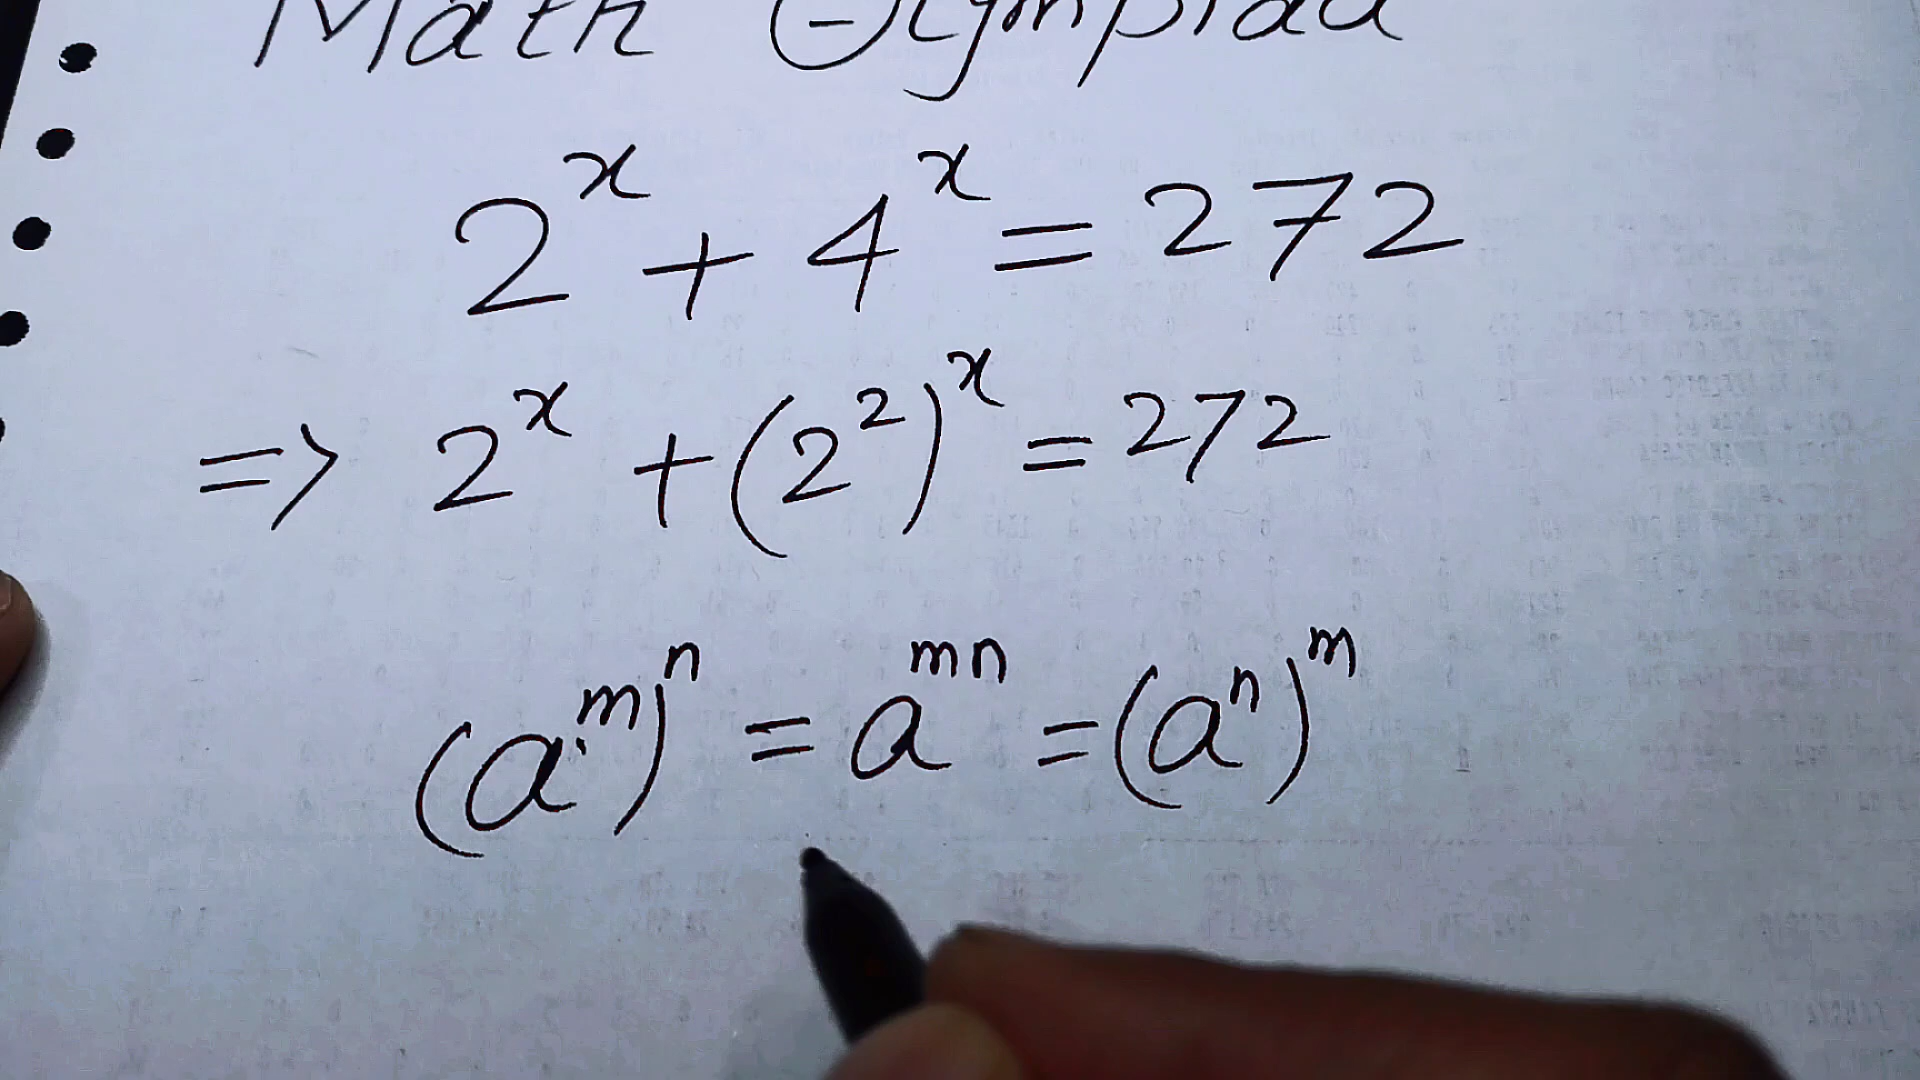 Math Olympiad
2^x + 4^x = 272
=> 2^x + (2^2)^x = 272
(a^m)^n = a^mn = (a^n)^m